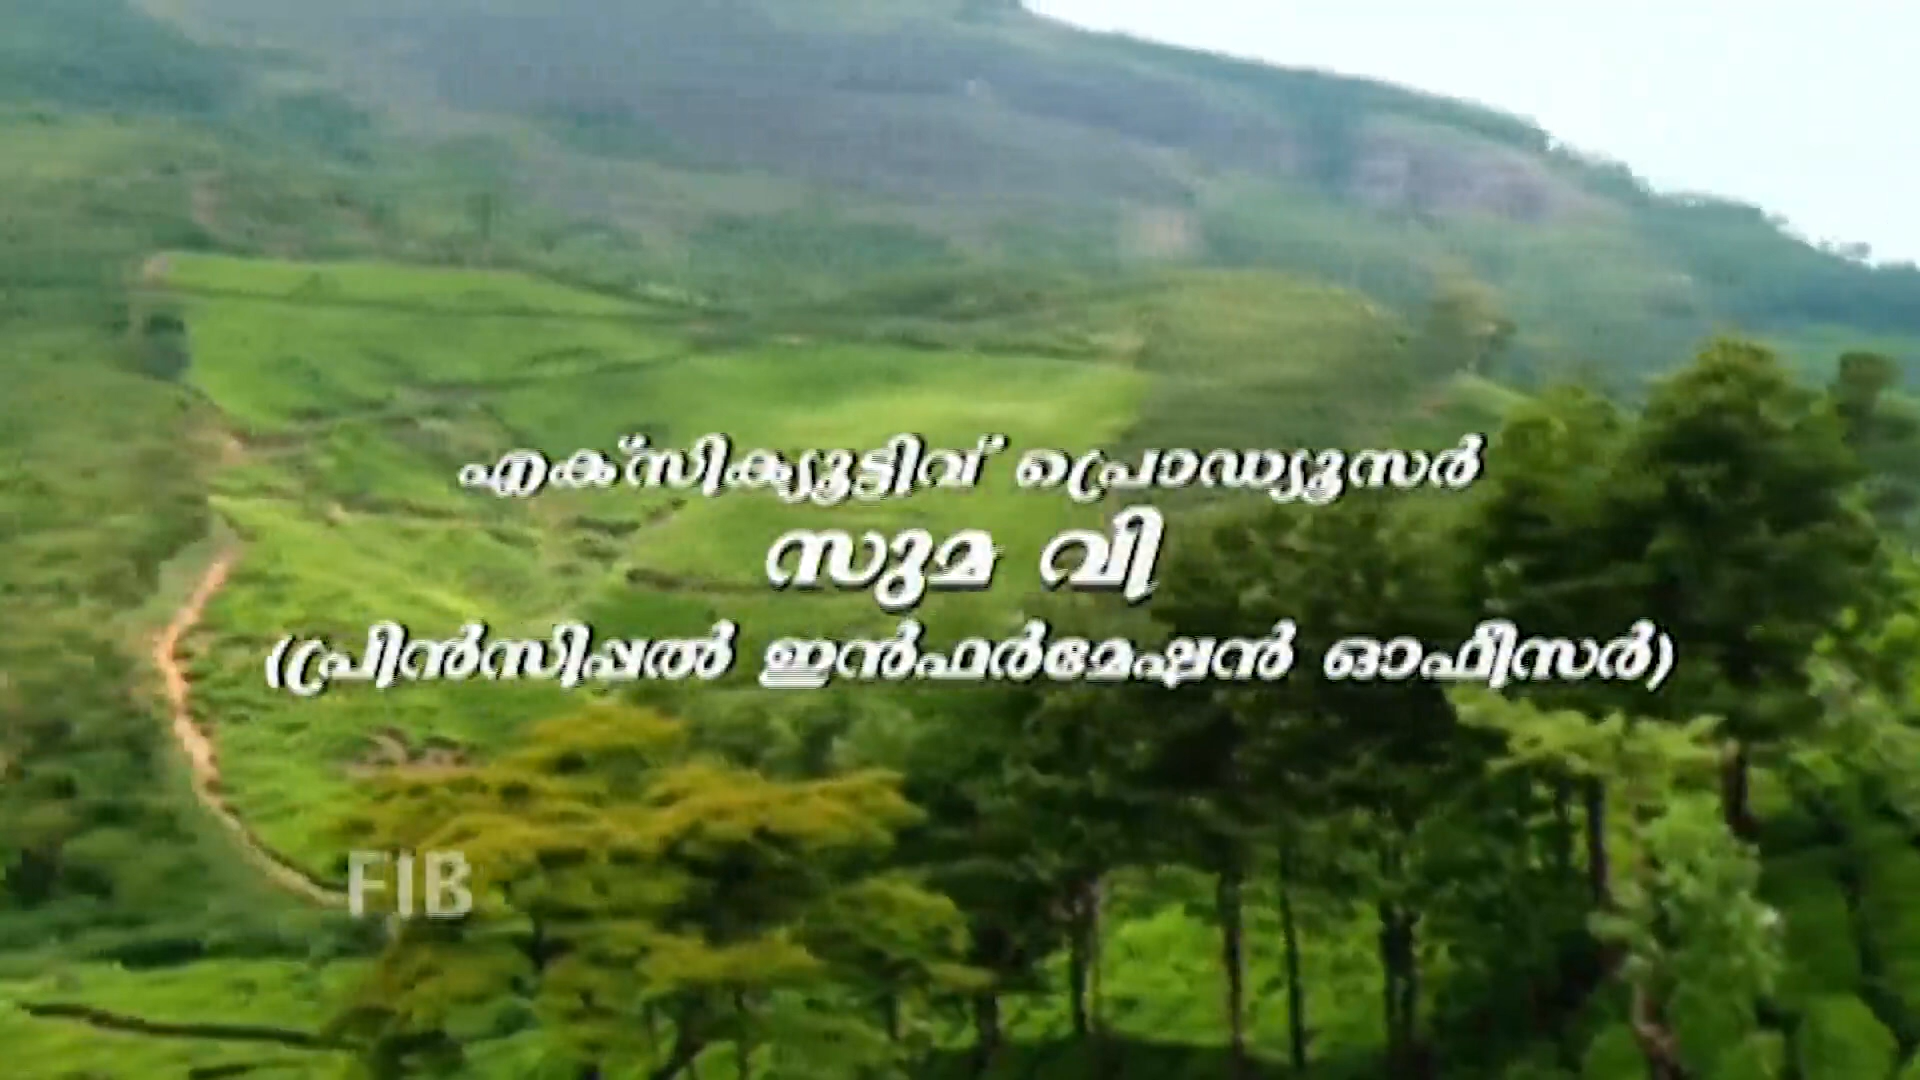 എക്സിക്യൂട്ടിവ് പ്രൊഡ്യൂസർ
സുമ വി
(പ്രിൻസിപ്പൽ ഇൻഫർമേഷൻ ഓഫീസർ)
FIB